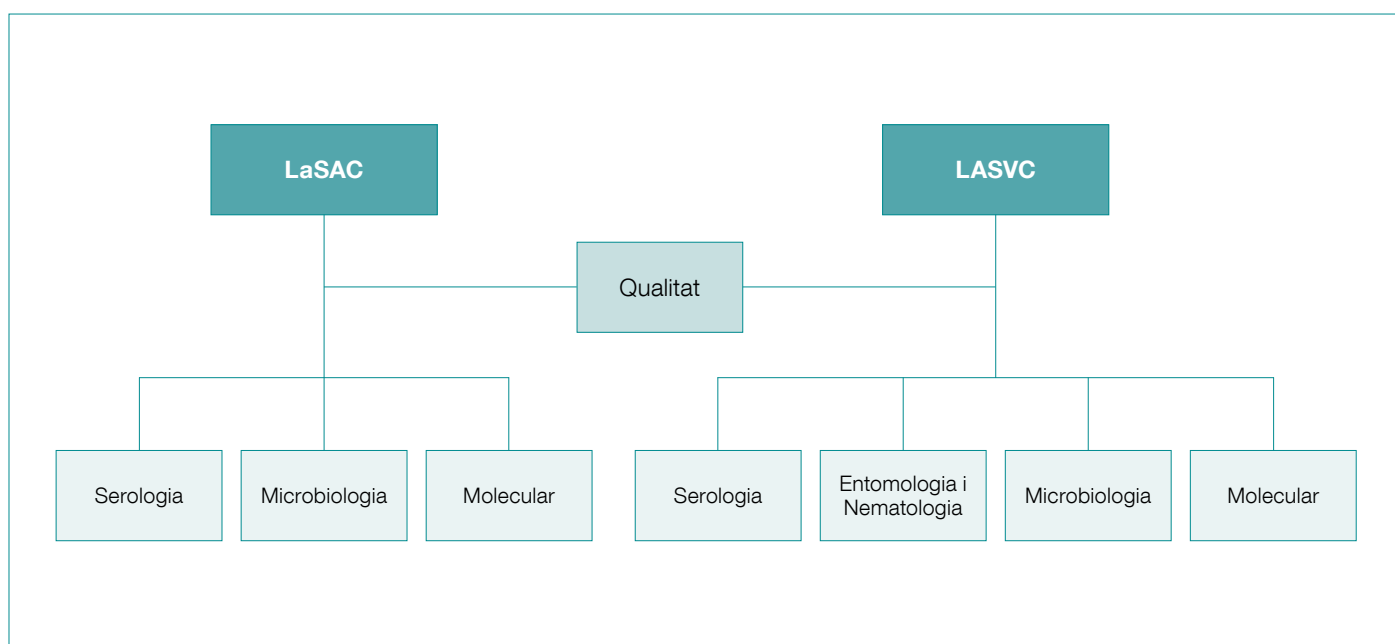 LaSAC
LASVC
Qualitat
Serologia
Microbiologia
Molecular
Serologia
Entomologia i
Nematologia
Microbiologia
Molecular